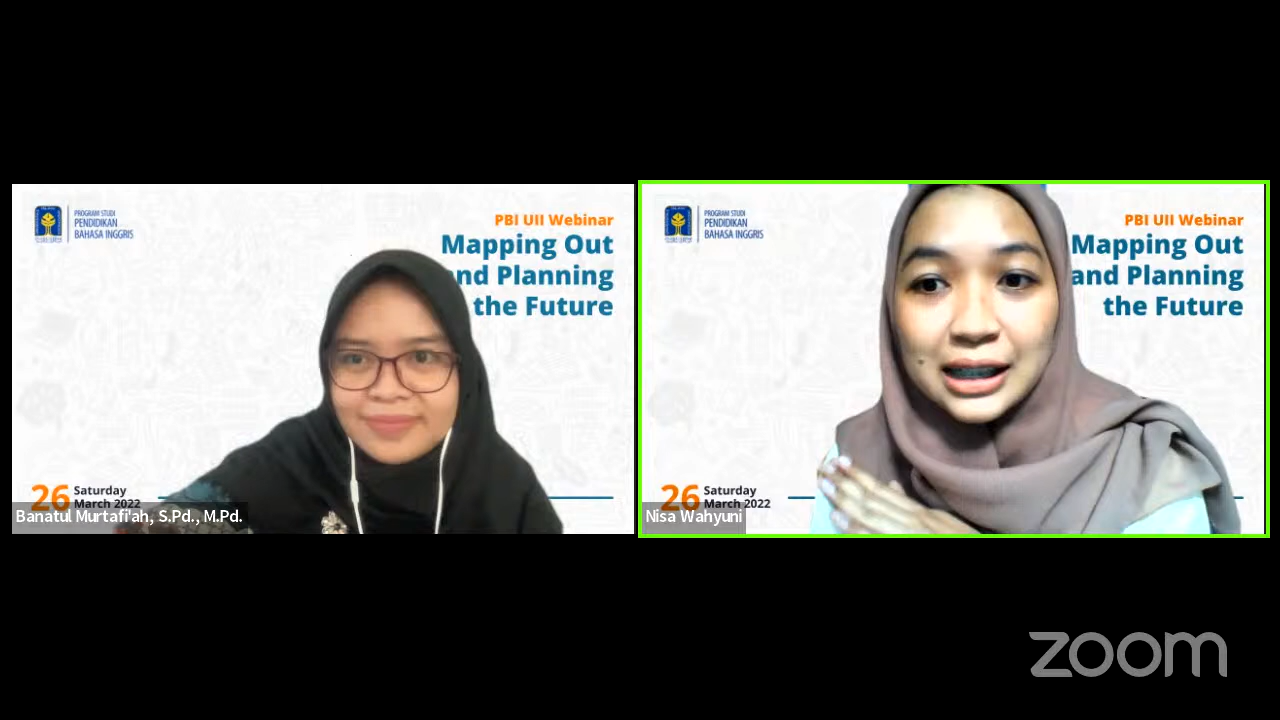 PROGRAM STUDI
PENDIDIKAN
BAHASA INGGRIS
PBI UII Webinar
Mapping Out
nd Planning
the Future
26 Saturday
March 2022
Banatul Murtafi'ah, S.Pd., M.Pd.
PROGRAM STUDI
PENDIDIKAN
BAHASA INGGRIS
PBI UII Webinar
Mapping Out
and Planning
the Future
26 Saturday
March 2022
Nisa Wahyuni
zoom